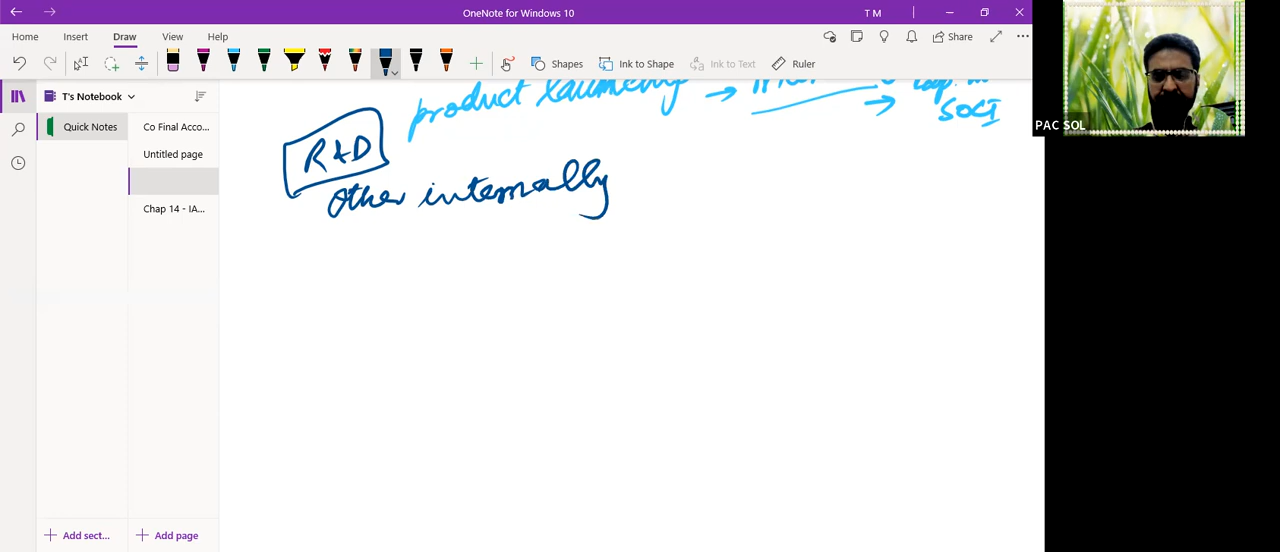 OneNote for Windows 10
T M
Home Insert Draw View Help
Share
Shapes
Ink to Shape
Ink to Text
Ruler
T's Notebook
Quick Notes
Co Final Acco...
Untitled page
Chap 14 - IA...
product →
→ SOCI
R & D
other internally
PAC SOL
Add sect...
Add page